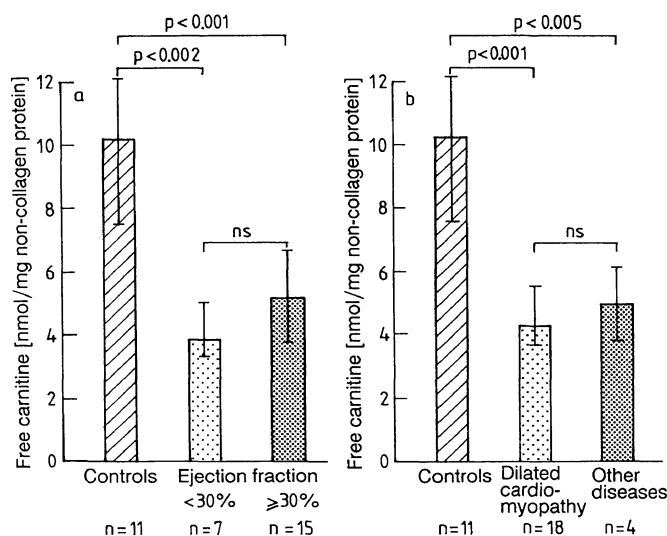 p<0.001
p<0.002
a
ns
Free carnitine [nmol/mg non-collagen protein]
12
10
8
6
4
2
0
Controls
Ejection fraction
<30%
⩾30%
n=11
n=7
n=15
p<0.005
p<0.001
b
ns
Free carnitine [nmol/mg non-collagen protein]
12
10
8
6
4
2
0
Controls
Dilated
cardio-
myopathy
Other
diseases
n=11
n=18
n=4